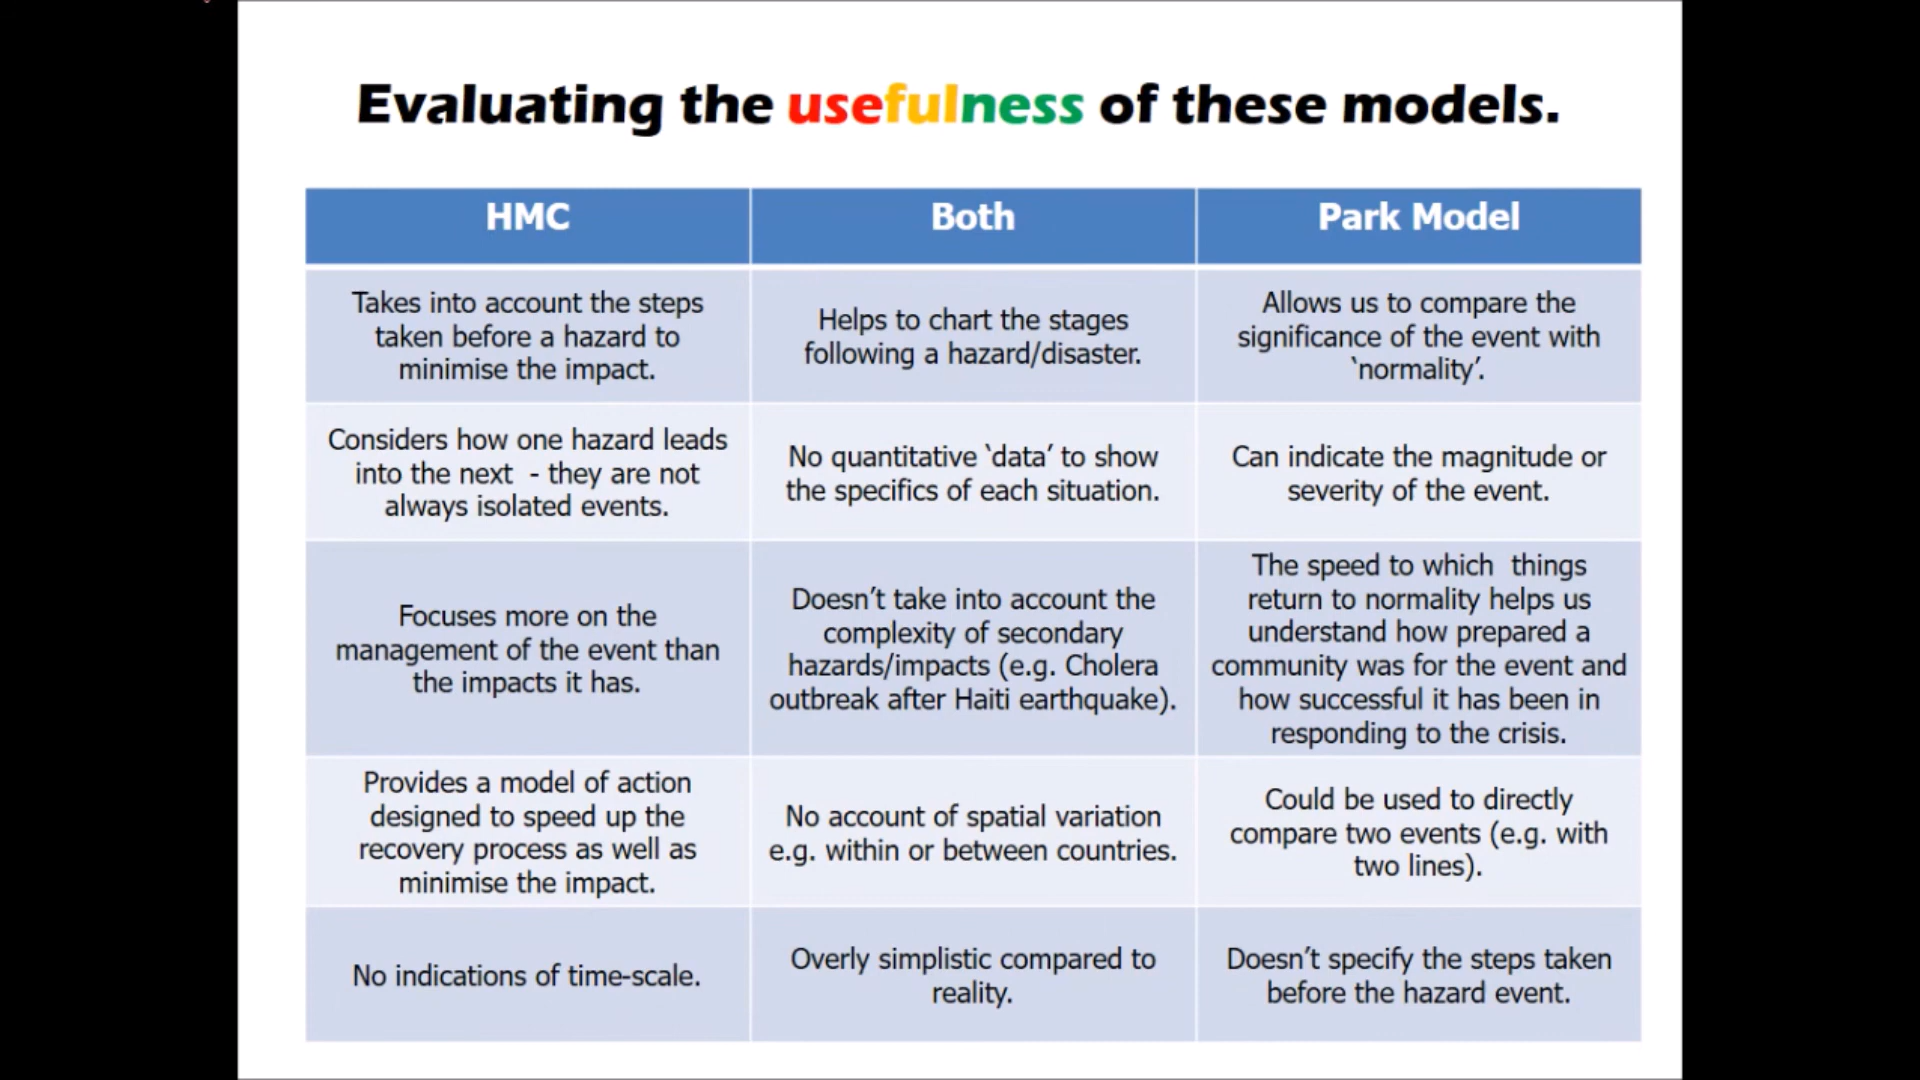 Evaluating the usefulness of these models.
HMC
Both
Park Model
Takes into account the steps
taken before a hazard to
minimise the impact.
Helps to chart the stages
following a hazard/disaster.
Allows us to compare the
significance of the event with
‘normality’.
Considers how one hazard leads
into the next - they are not
always isolated events.
No quantitative ‘data’ to show
the specifics of each situation.
Can indicate the magnitude or
severity of the event.
Focuses more on the
management of the event than
the impacts it has.
Doesn’t take into account the
complexity of secondary
hazards/impacts (e.g. Cholera
outbreak after Haiti earthquake).
The speed to which things
return to normality helps us
understand how prepared a
community was for the event and
how successful it has been in
responding to the crisis.
Provides a model of action
designed to speed up the
recovery process as well as
minimise the impact.
No account of spatial variation
e.g. within or between countries.
Could be used to directly
compare two events (e.g. with
two lines).
No indications of time-scale.
Overly simplistic compared to
reality.
Doesn’t specify the steps taken
before the hazard event.